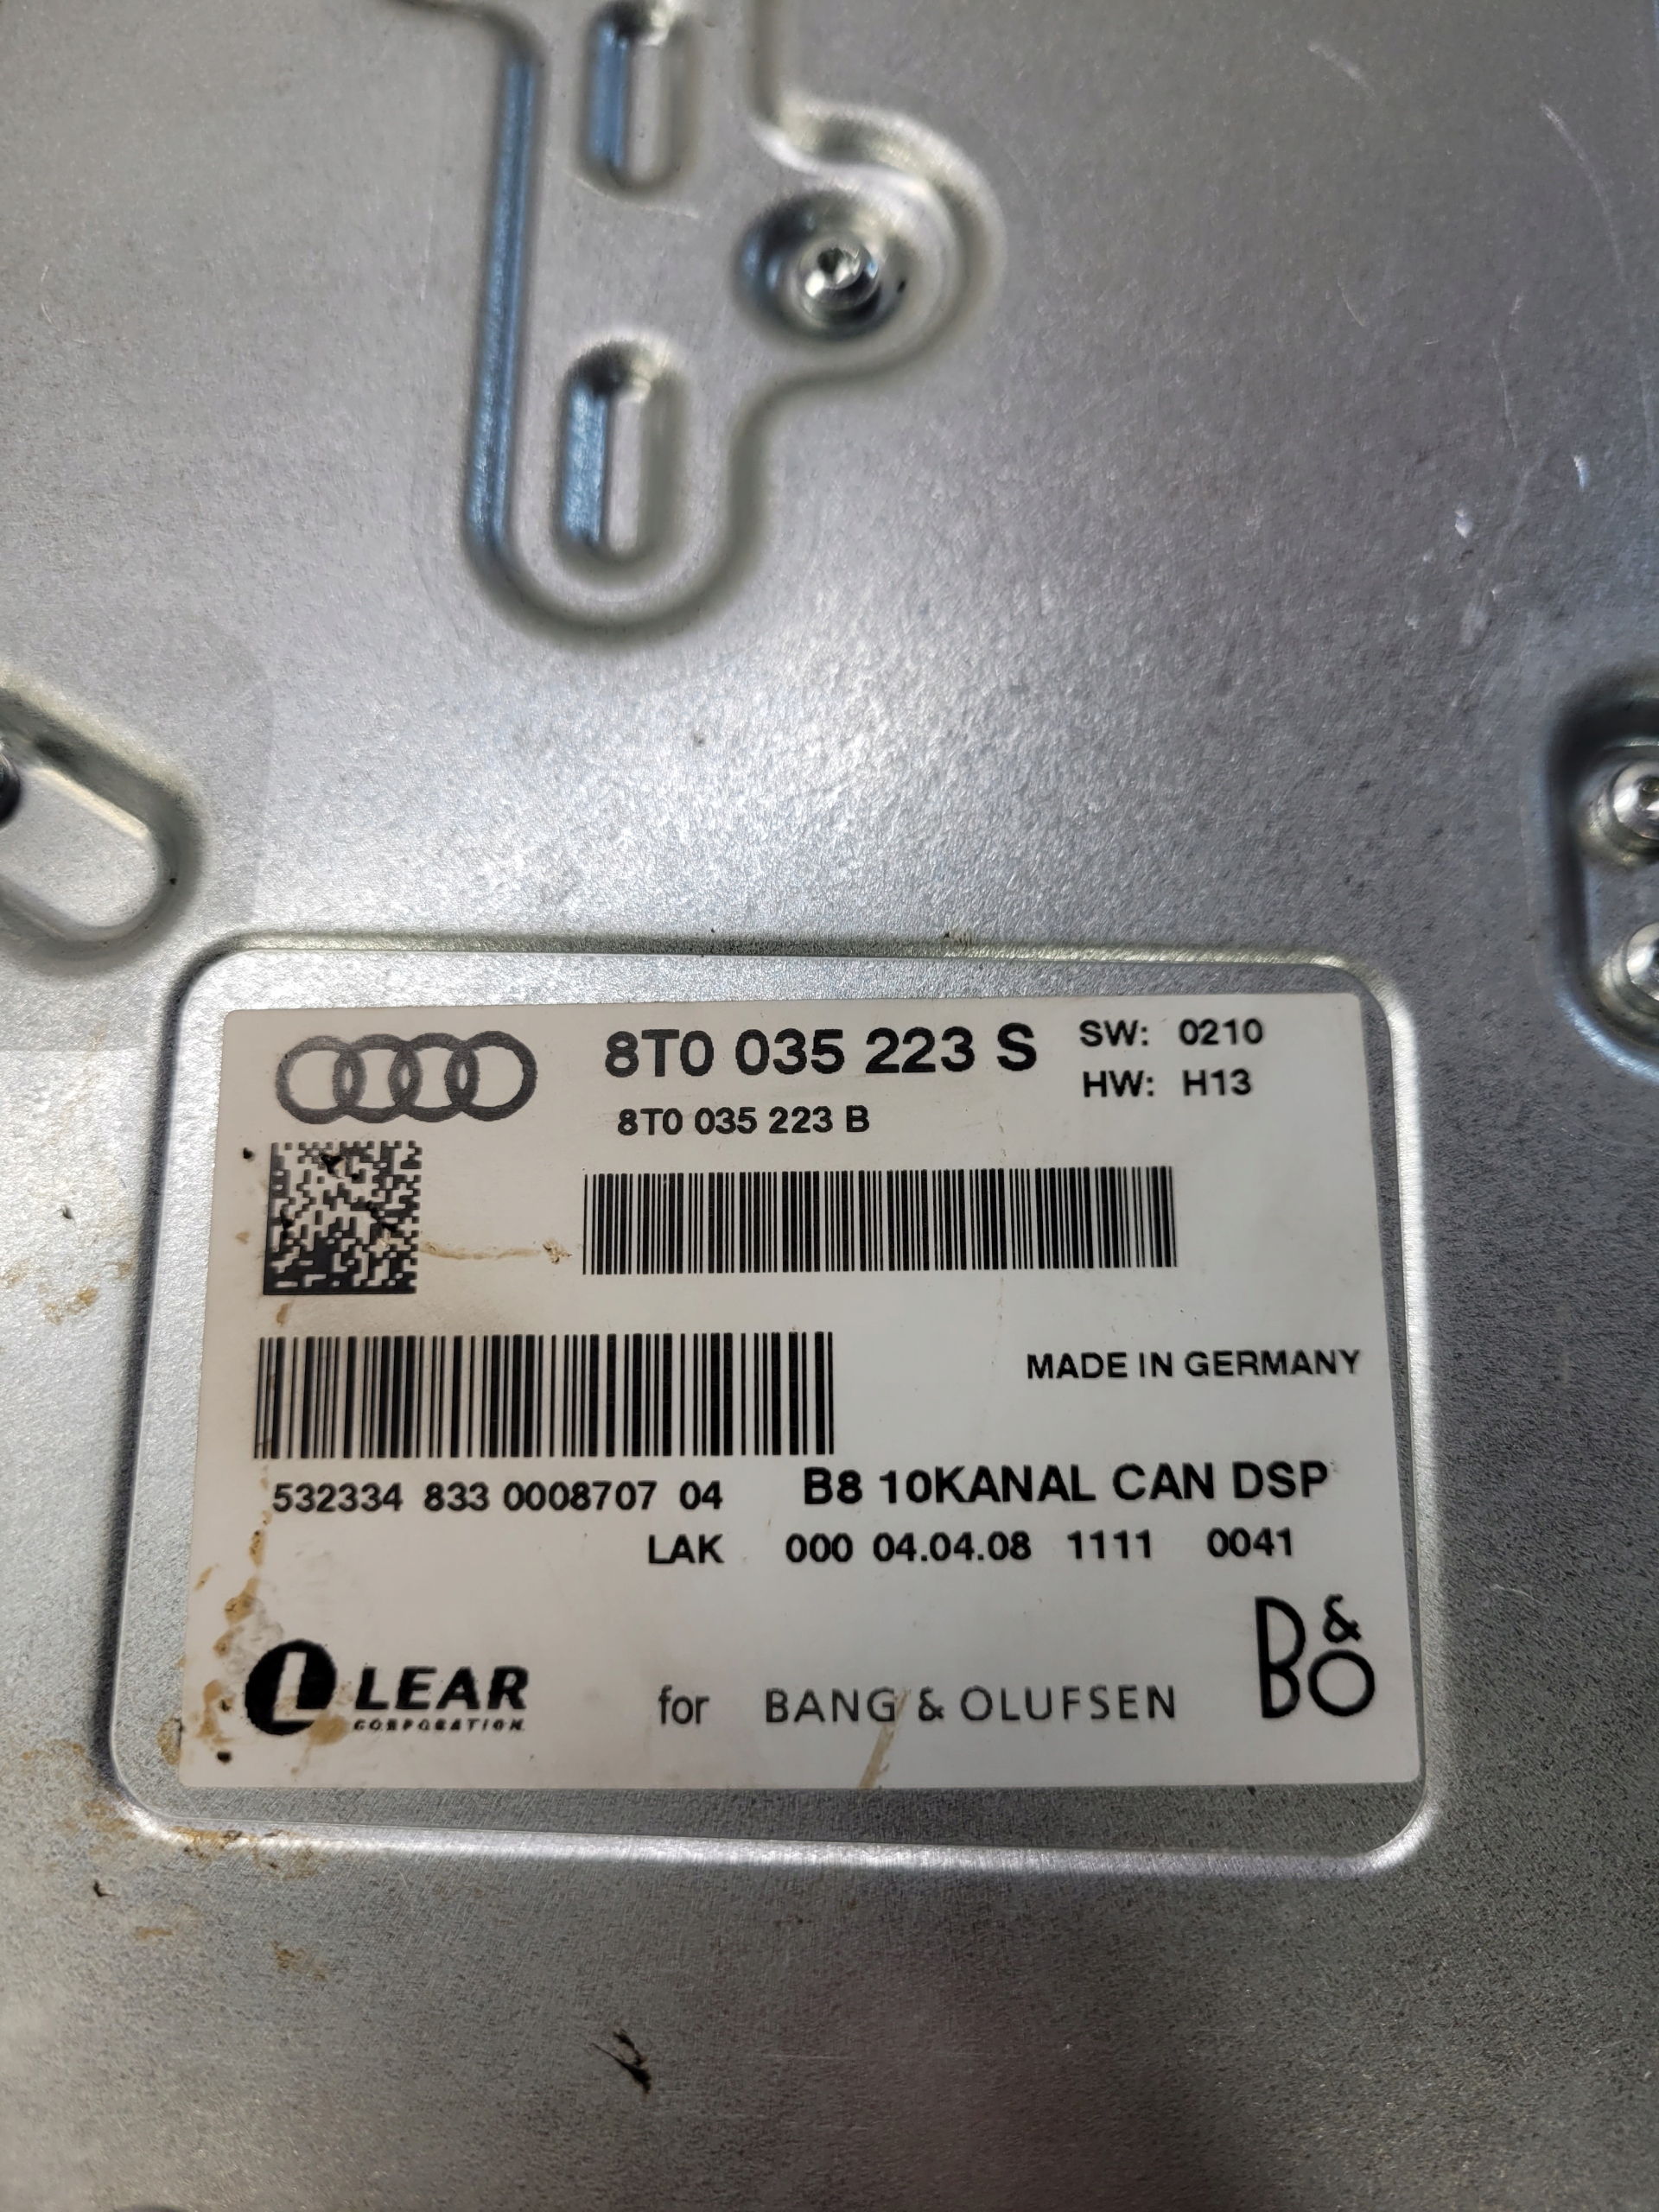 8T0 035 223 S
SW: 0210
HW: H13
8T0 035 223 B
MADE IN GERMANY
532334 833 0008707 04
B8 10KANAL CAN DSP
LAK 000 04.04.08 1111 0041
LEAR
CORPORATION
for BANG & OLUFSEN
B&O